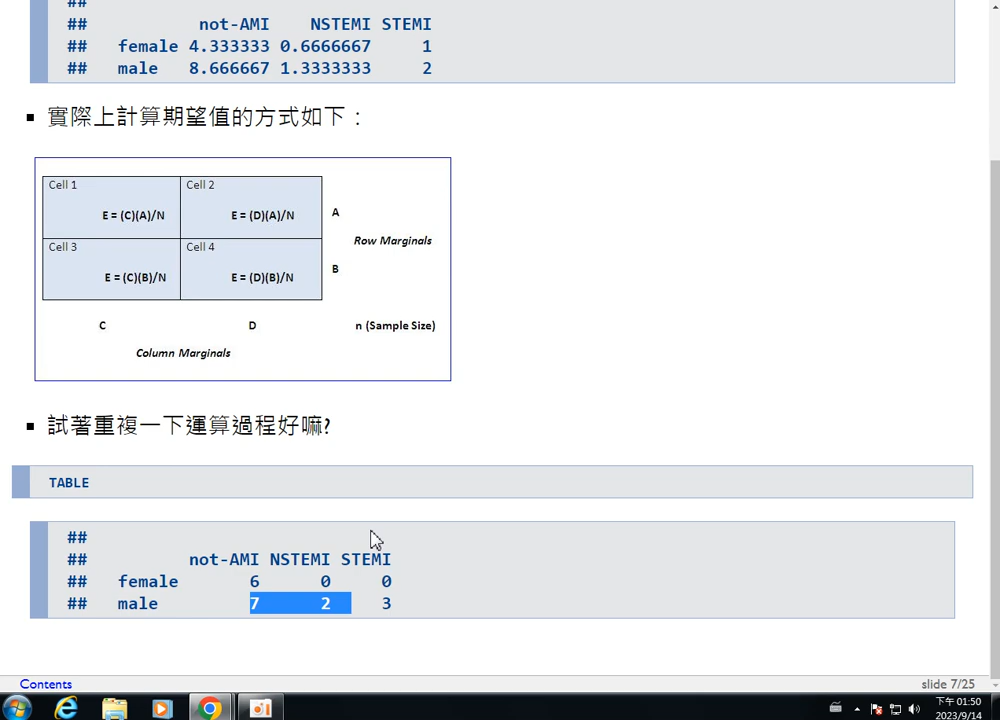 ##
## not-AMI NSTEMI STEMI
## female 4.333333 0.6666667 1
## male 8.666667 1.3333333 2
▪ 實際上計算期望值的方式如下：
Cell 1 Cell 2
E = (C)(A)/N E = (D)(A)/N A
Row Marginals
Cell 3 Cell 4
E = (C)(B)/N E = (D)(B)/N B
C D n (Sample Size)
Column Marginals
▪ 試著重複一下運算過程好嘛?
TABLE
##
## not-AMI NSTEMI STEMI
## female 6 0 0
## male 7 2 3
Contents slide 7/25
下午 01:50
2023/9/14